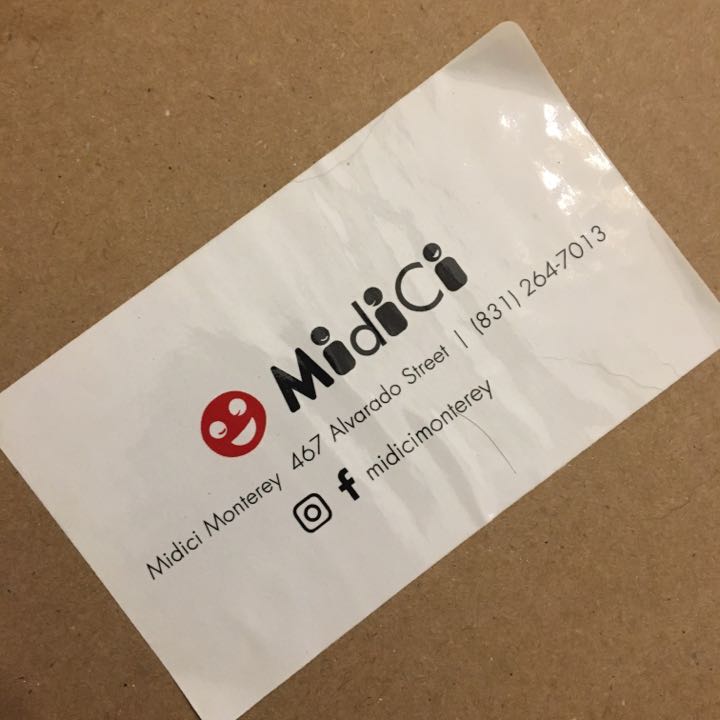 MidiCi
Midici Monterey 467 Alvarado Street | (831) 264-7013
midicimonterey